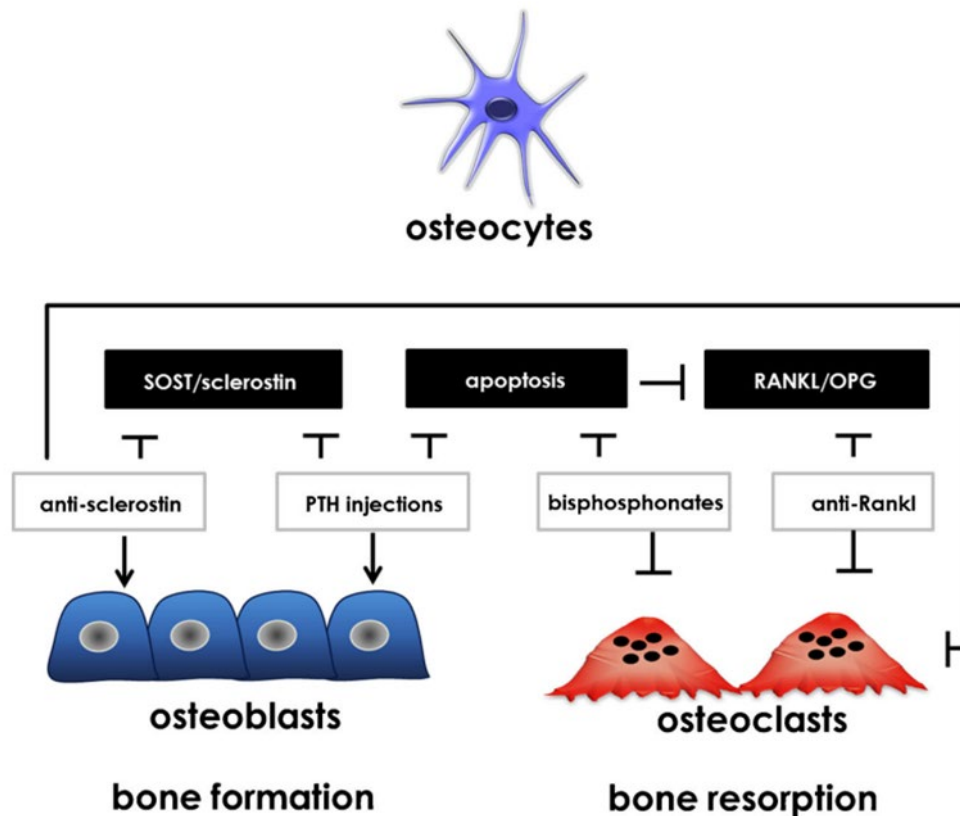 osteocytes
SOST/sclerostin
apoptosis
RANKL/OPG
anti-sclerostin
PTH injections
bisphosphonates
anti-Rankl
osteoblasts
osteoclasts
bone formation
bone resorption